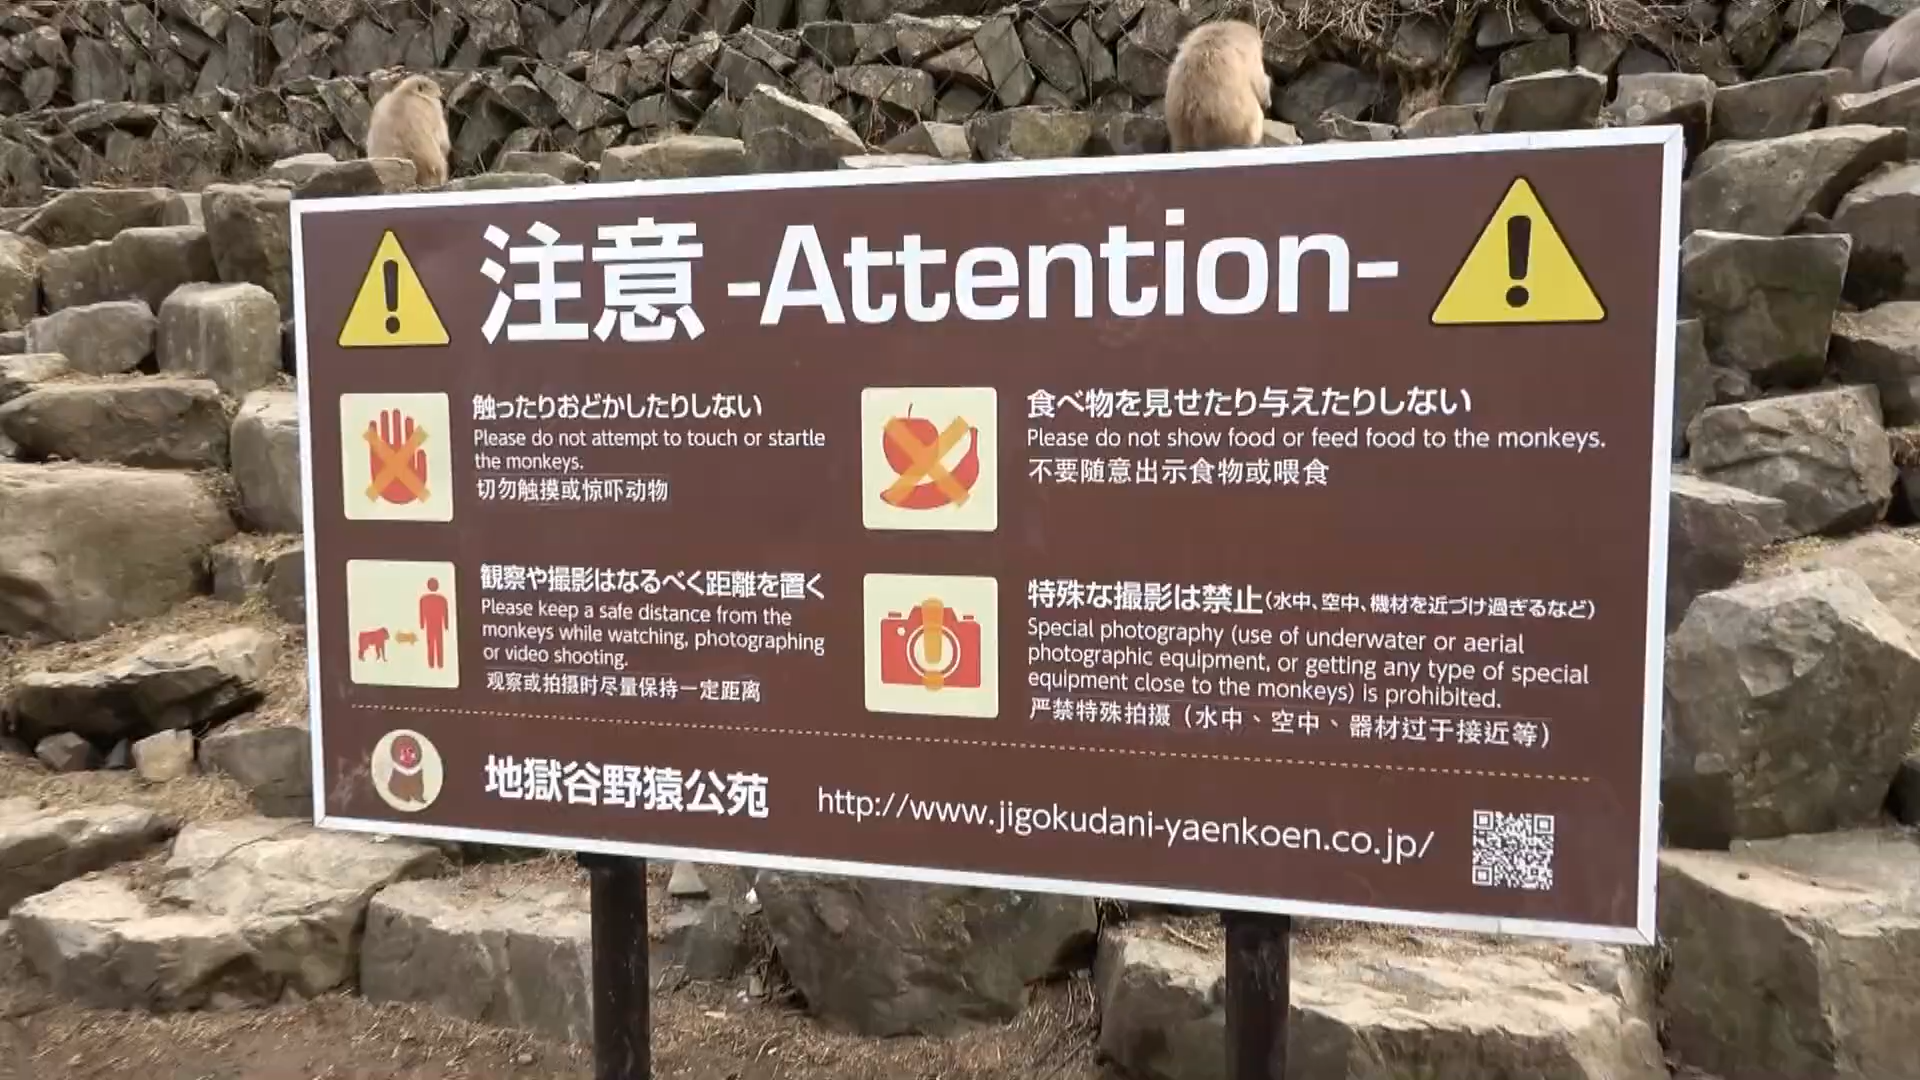 注意 -Attention-
触ったりおどかしたりしない
Please do not attempt to touch or startle
the monkeys.
切勿触摸或惊吓动物
食べ物を見せたり与えたりしない
Please do not show food or feed food to the monkeys.
不要随意出示食物或喂食
観察や撮影はなるべく距離を置く
Please keep a safe distance from the
monkeys while watching, photographing
or video shooting.
观察或拍摄时尽量保持一定距离
特殊な撮影は禁止(水中、空中、機材を近づけ過ぎるなど)
Special photography (use of underwater or aerial
photographic equipment, or getting any type of special
equipment close to the monkeys) is prohibited.
严禁特殊拍摄（水中、空中、器材过于接近等）
地獄谷野猿公苑 http://www.jigokudani-yaenkoen.co.jp/